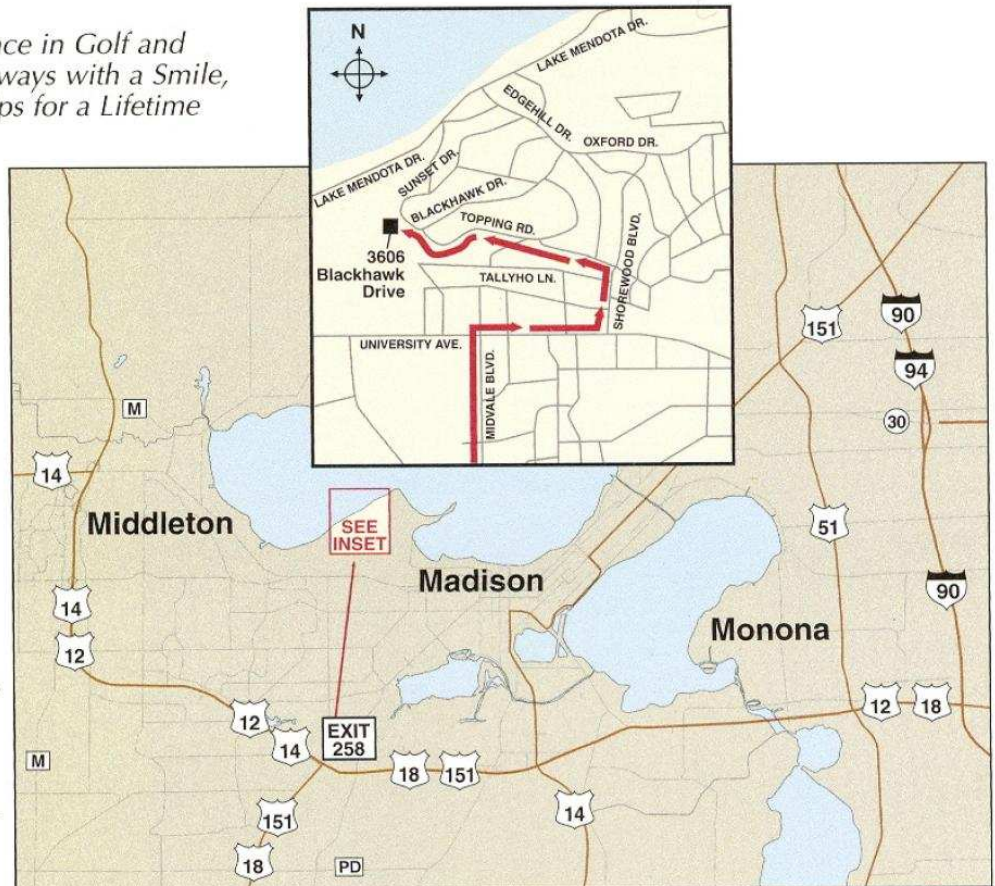 ce in Golf and
ways with a Smile,
ps for a Lifetime
N
LAKE MENDOTA DR.
EDGEHILL DR.
OXFORD DR.
LAKE MENDOTA DR.
SUNSET DR.
BLACKHAWK DR.
TOPPING RD.
SHOREWOOD BLVD.
3606
Blackhawk
Drive
TALLYHO LN.
UNIVERSITY AVE.
MIDVALE BLVD.
151
90
94
30
M
14
SEE
INSET
Middleton
Madison
51
90
14
12
Monona
12
18
12
14
EXIT
258
18
151
M
151
14
18
PD